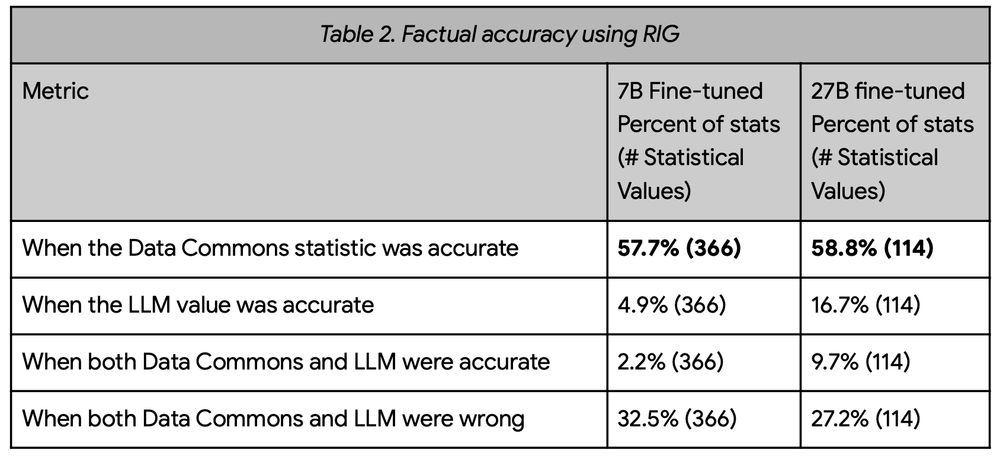 Table 2. Factual accuracy using RIG
Metric
7B Fine-tuned
Percent of stats
(# Statistical
Values)
27B fine-tuned
Percent of stats
(# Statistical
Values)
When the Data Commons statistic was accurate
57.7% (366)
58.8% (114)
When the LLM value was accurate
4.9% (366)
16.7% (114)
When both Data Commons and LLM were accurate
2.2% (366)
9.7% (114)
When both Data Commons and LLM were wrong
32.5% (366)
27.2% (114)